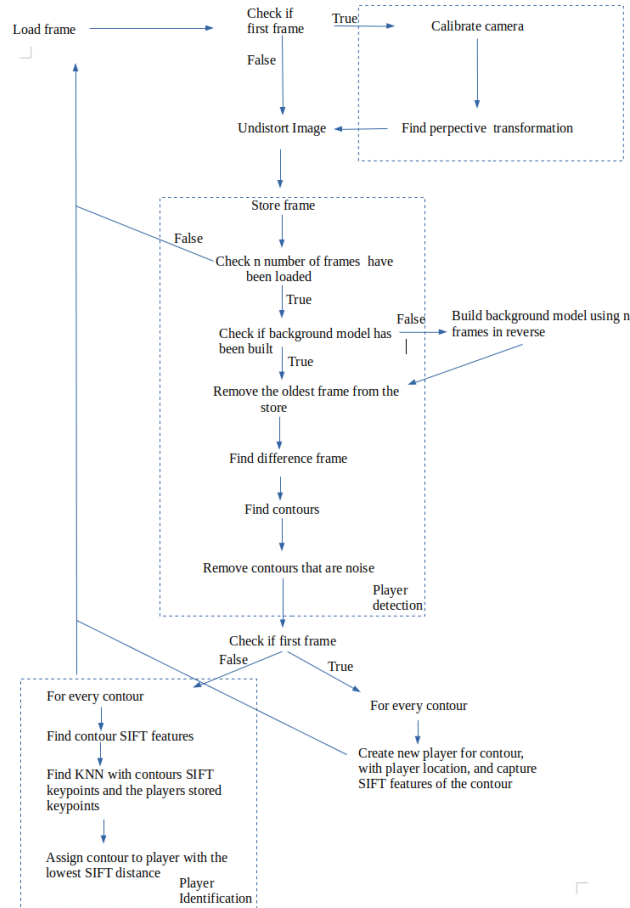 Load frame
Check if
first frame
True
Calibrate camera
False
Undistort Image
Find perpective transformation
Store frame
False
Check n number of frames have
been loaded
True
Check if background model has
been built
False
Build background model using n
frames in reverse
True
Remove the oldest frame from the
store
Find difference frame
Find contours
Remove contours that are noise
Player
detection
Check if first frame
False
True
For every contour
Find contour SIFT features
Find KNN with contours SIFT
keypoints and the players stored
keypoints
Assign contour to player with the
lowest SIFT distance
Player
Identification
For every contour
Create new player for contour,
with player location, and capture
SIFT features of the contour